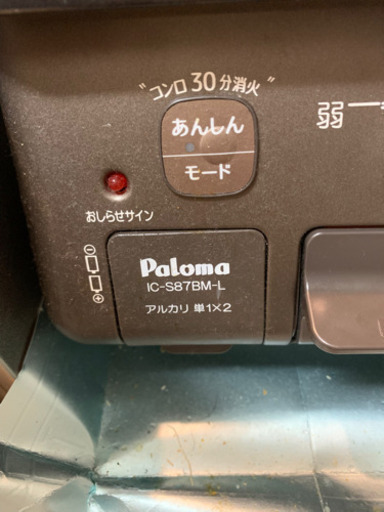 "コンロ30分消火"
あんしん
モード
弱
おしらせサイン
Paloma
IC-S87BM-L
アルカリ 単1×2